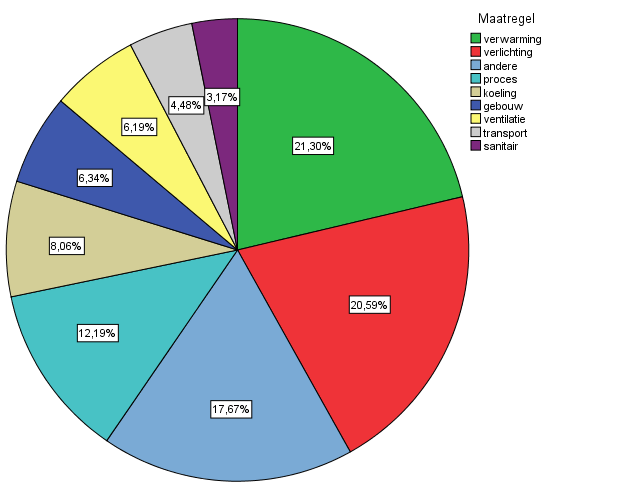 Maatregel
verwarming
verlichting
andere
proces
koeling
gebouw
ventilatie
transport
sanitair
3,17%
4,48%
6,19%
21,30%
6,34%
8,06%
20,59%
12,19%
17,67%